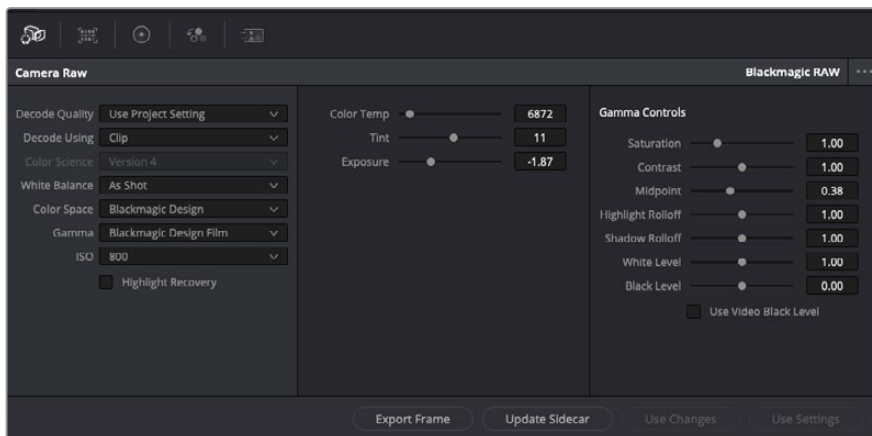 Camera Raw
Blackmagic RAW
Decode Quality Use Project Setting
Decode Using Clip
Color Science Version 4
White Balance As Shot
Color Space Blackmagic Design
Gamma Blackmagic Design Film
ISO 800
Highlight Recovery
Color Temp 6872
Tint 11
Exposure -1.87
Gamma Controls
Saturation 1.00
Contrast 1.00
Midpoint 0.38
Highlight Rolloff 1.00
Shadow Rolloff 1.00
White Level 1.00
Black Level 0.00
Use Video Black Level
Export Frame
Update Sidecar
Use Changes
Use Settings